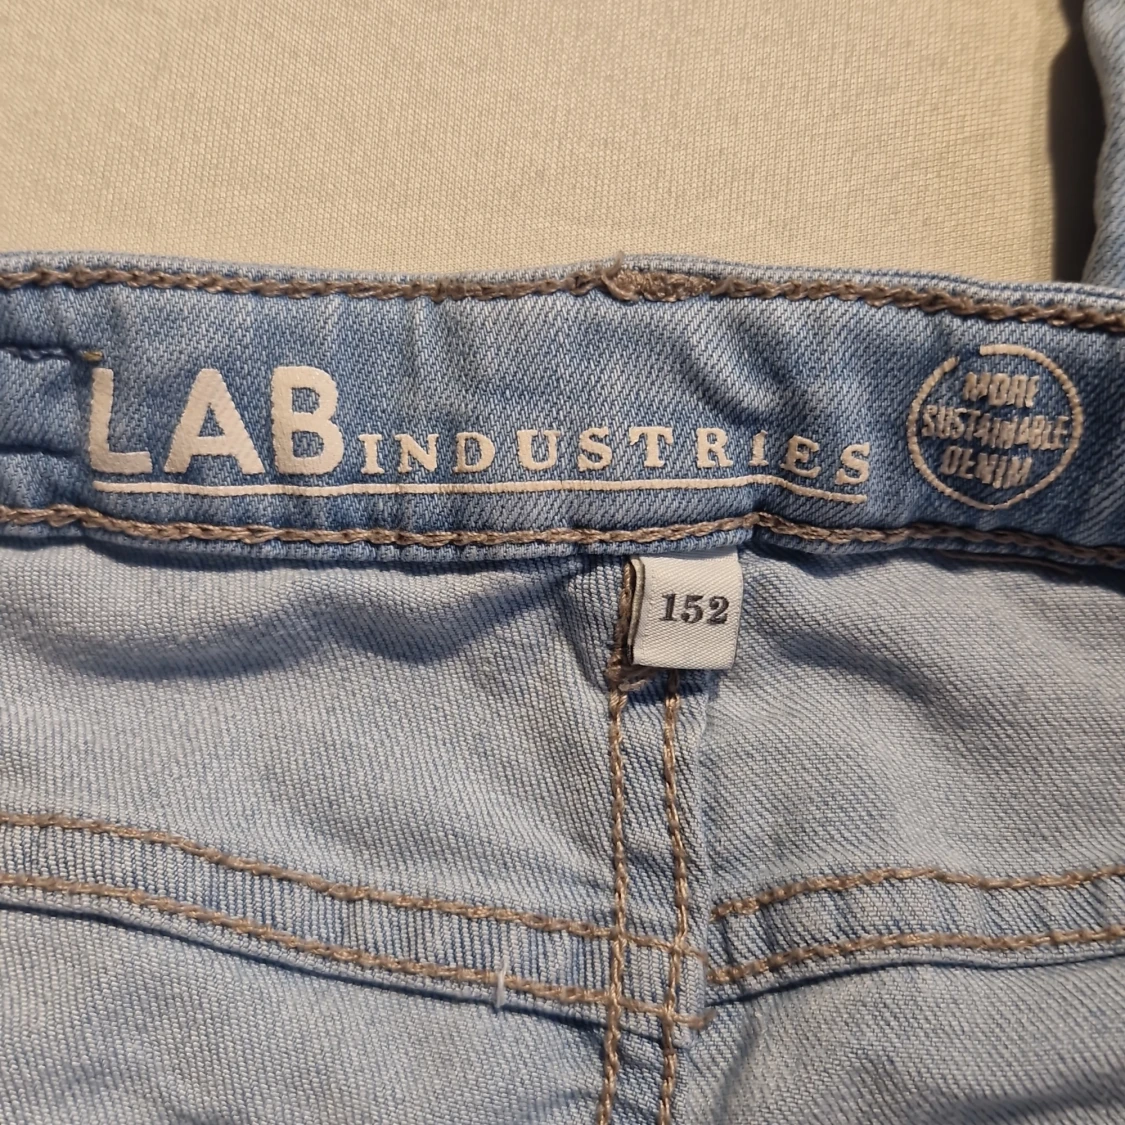 LAB INDUSTRIES
MORE
SUSTAINABLE
DENIM
152